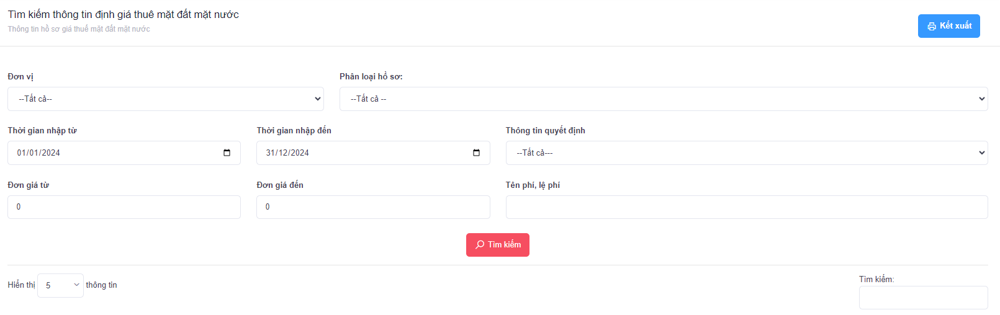 Tìm kiếm thông tin định giá thuê mặt đất mặt nước
Thông tin hồ sơ giá thuế mặt đất mặt nước
Kết xuất
Đơn vị
Phân loại hồ sơ:
--Tất cả--
--Tất cả --
Thời gian nhập từ
Thời gian nhập đến
Thông tin quyết định
01/01/2024
31/12/2024
--Tất cả---
Đơn giá từ
Đơn giá đến
Tên phí, lệ phí
0
0
Tìm kiếm
Hiển thị 5 thông tin
Tìm kiếm: